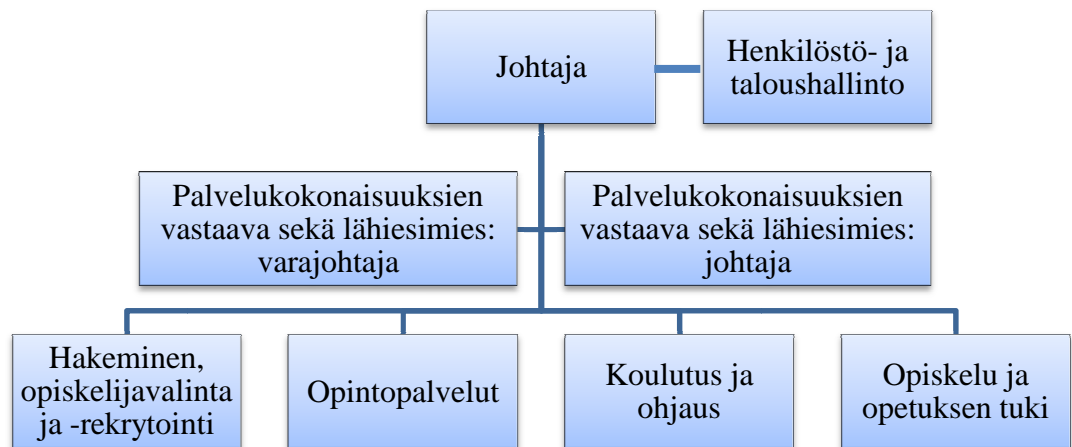 Johtaja
Henkilöstö- ja
taloushallinto
Palvelukokonaisuuksien
vastaava sekä lähiesimies:
varajohtaja
Palvelukokonaisuuksien
vastaava sekä lähiesimies:
johtaja
Hakeminen,
opiskelijavalinta
ja -rekrytointi
Opintopalvelut
Koulutus ja
ohjaus
Opiskelu ja
opetuksen tuki